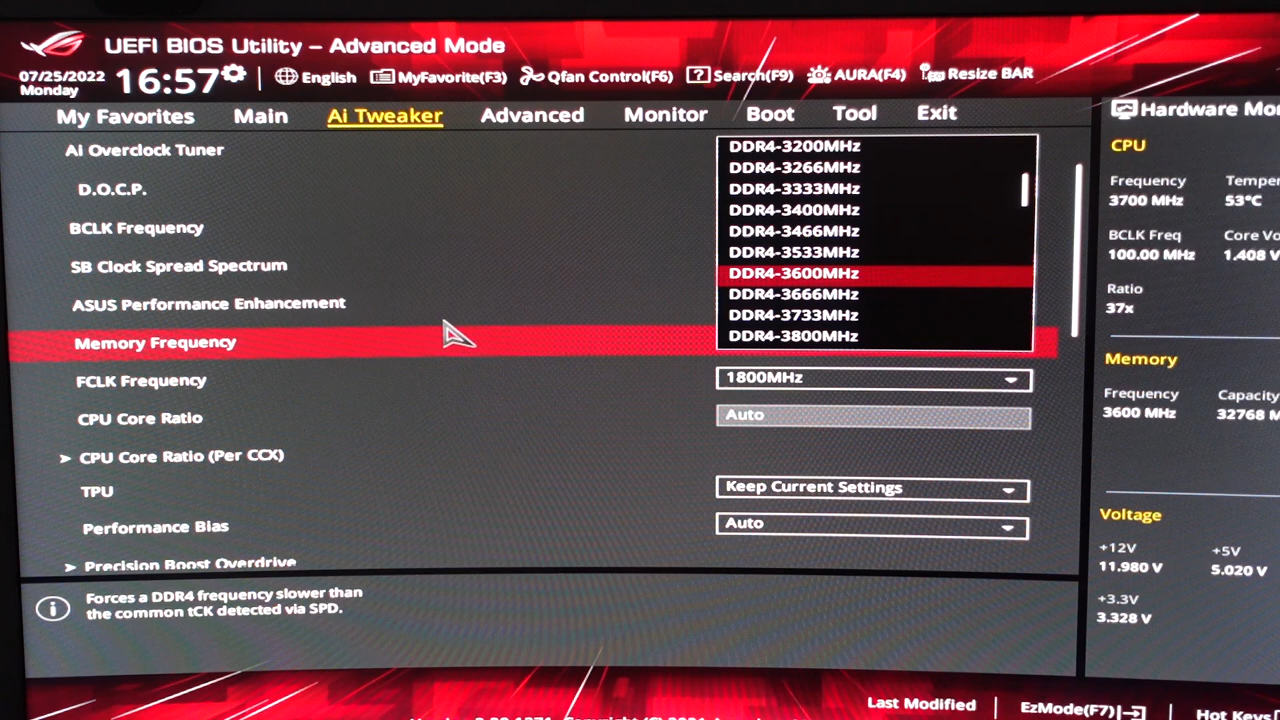 UEFI BIOS Utility – Advanced Mode
07/25/2022
Monday
16:57
English
MyFavorite(F3)
Qfan Control(F6)
?
Search(F9)
AURA(F4)
Resize BAR
My Favorites
Main
Ai Tweaker
Advanced
Monitor
Boot
Tool
Exit
Ai Overclock Tuner
D.O.C.P.
BCLK Frequency
SB Clock Spread Spectrum
ASUS Performance Enhancement
Memory Frequency
DDR4-3200MHz
DDR4-3266MHz
DDR4-3333MHz
DDR4-3400MHz
DDR4-3466MHz
DDR4-3533MHz
DDR4-3600MHz
DDR4-3666MHz
DDR4-3733MHz
DDR4-3800MHz
FCLK Frequency
1800MHz
CPU Core Ratio
Auto
> CPU Core Ratio (Per CCX)
TPU
Keep Current Settings
Performance Bias
Auto
> Precision Boost Overdrive
i
Forces a DDR4 frequency slower than
the common tCK detected via SPD.
Hardware Mo
CPU
Frequency
Temper
3700 MHz
53°C
BCLK Freq
Core Vo
100.00 MHz
1.408 V
Ratio
37x
Memory
Frequency
Capacity
3600 MHz
32768 M
Voltage
+12V
+5V
11.980 V
5.020 V
+3.3V
3.328 V
Last Modified
EzMode(F7)
Hot Keys